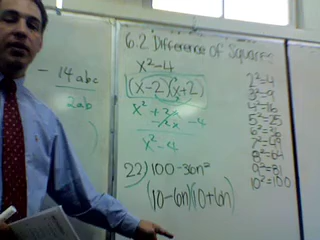 6.2 Difference of Squares
x²-4
(x-2)(x+2)
x²+2x
-2x-4
x²-4
22) 100-36n²
(10-6n)(10+6n)
-14abc
2ab
)
2²=4
3²=9
4²=16
5²=25
6²=36
7²=49
8²=64
9²=81
10²=100